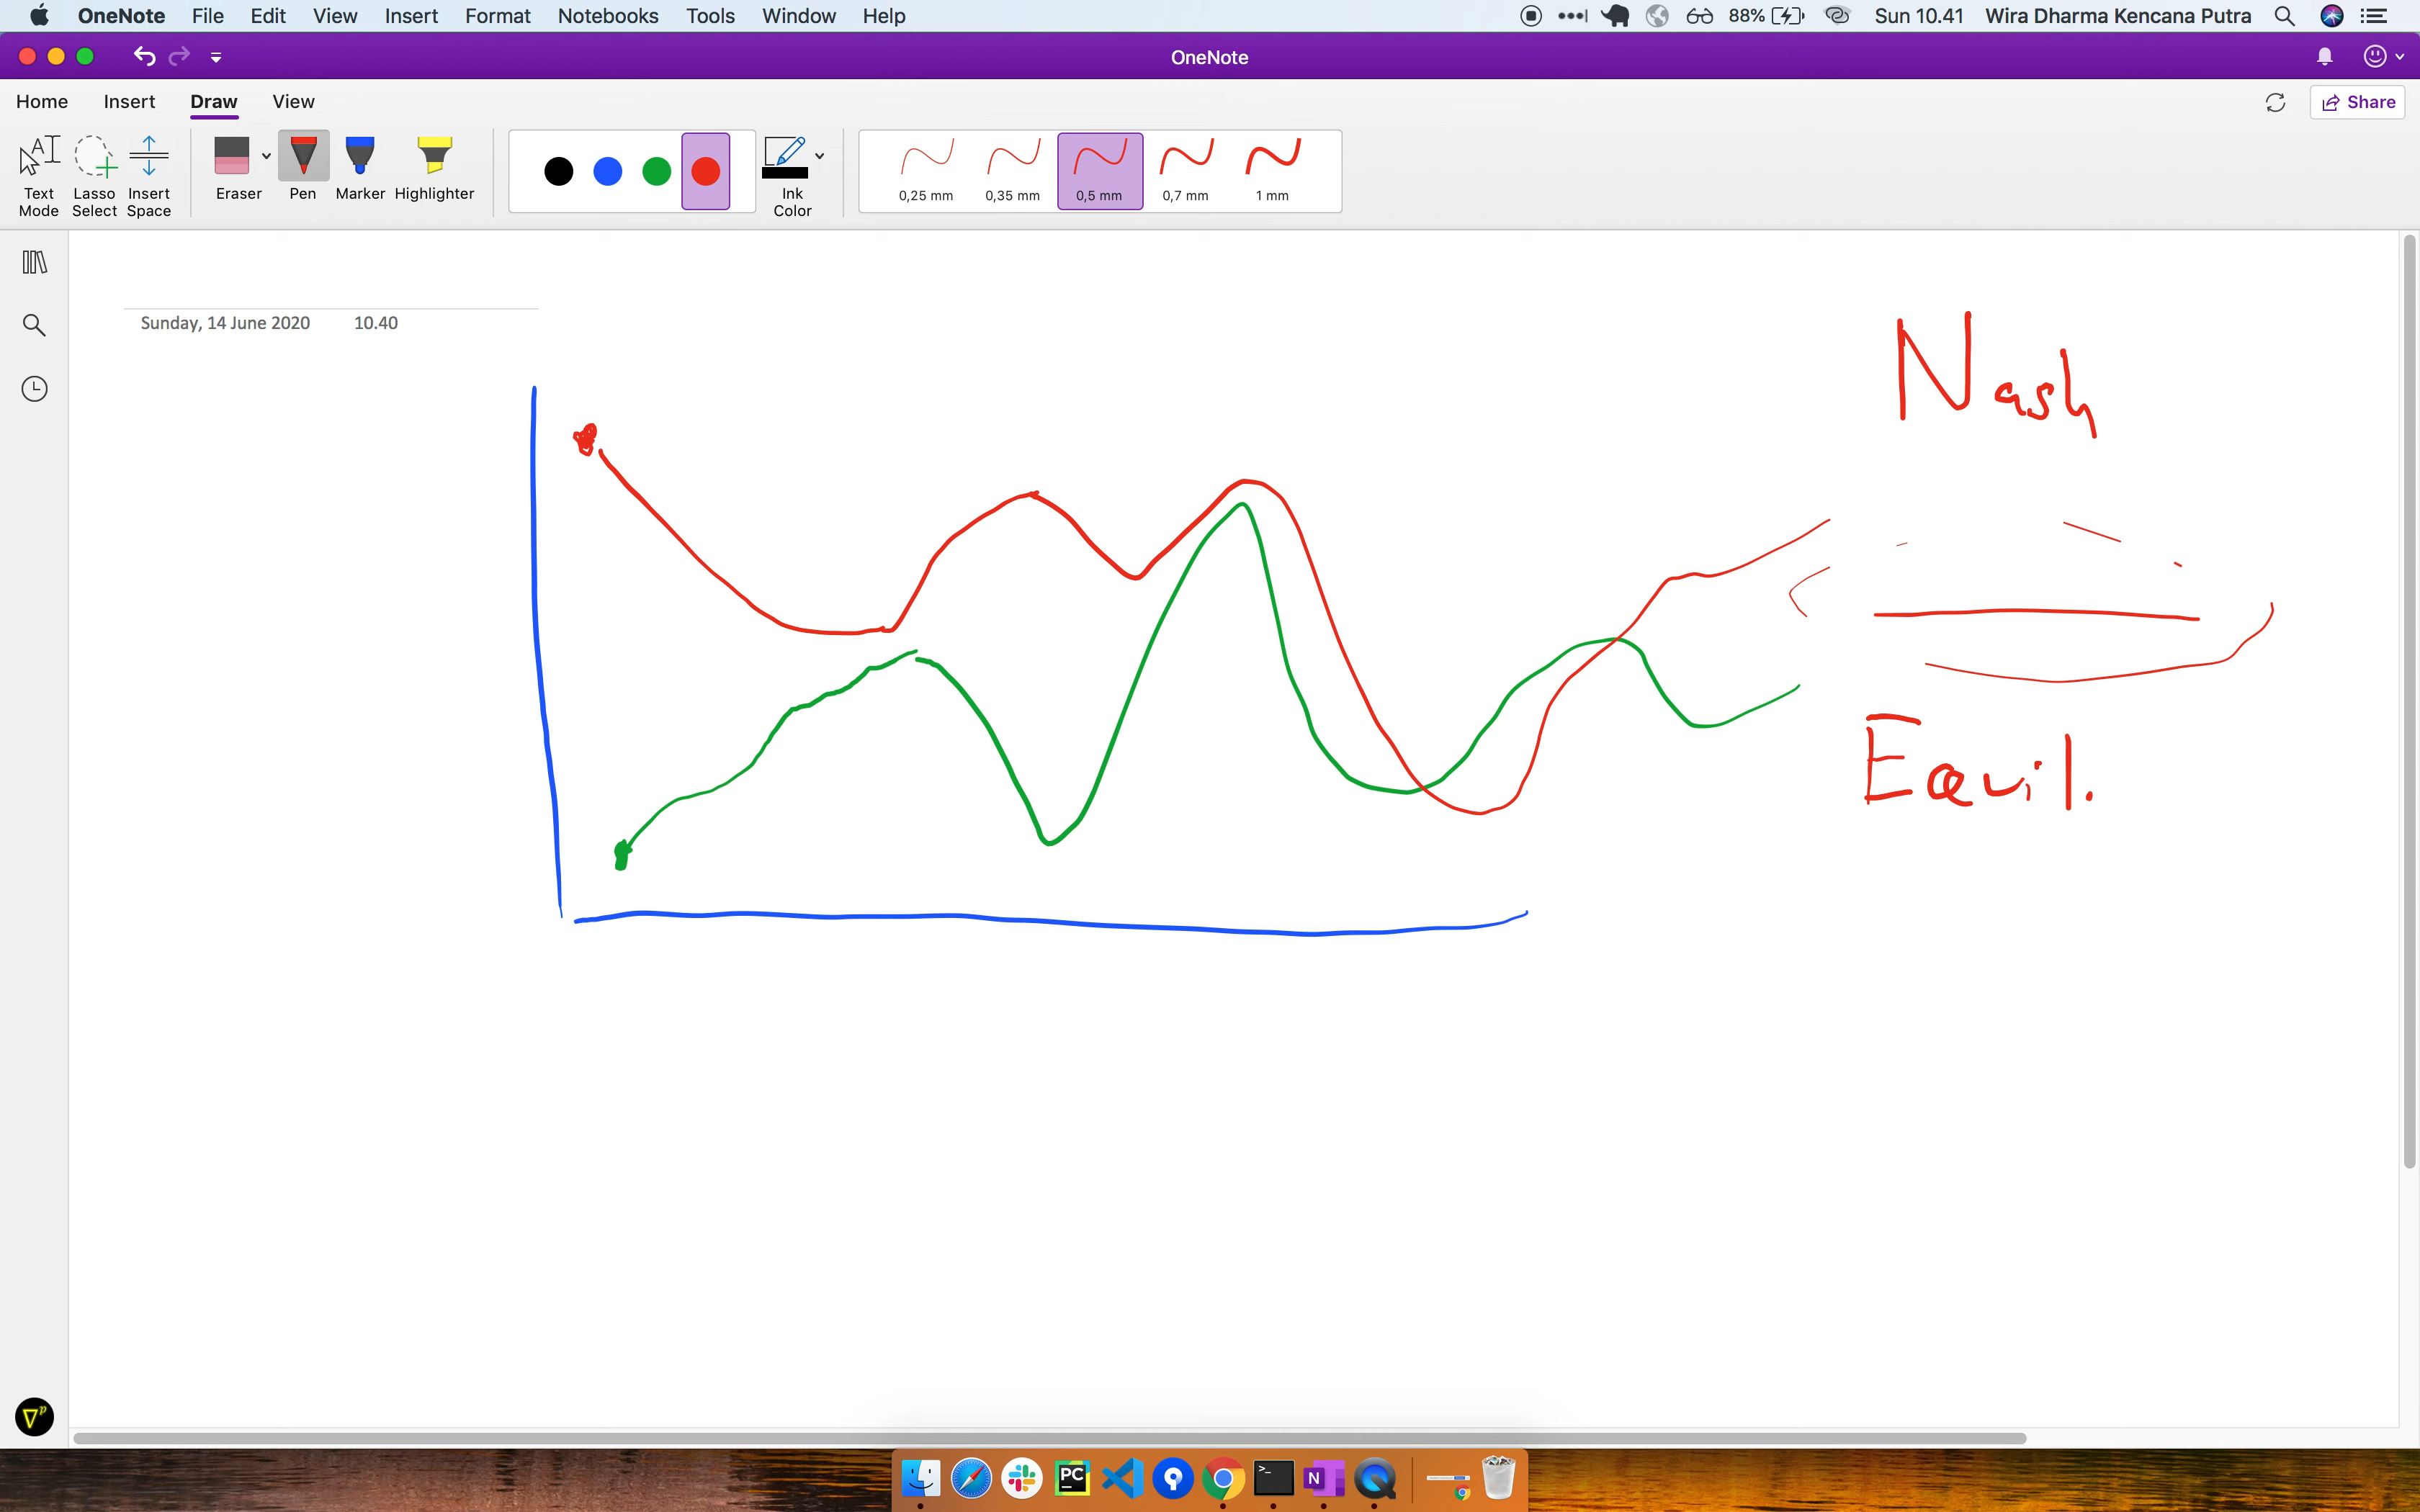 OneNote File Edit View Insert Format Notebooks Tools Window Help 88% Sun 10.41 Wira Dharma Kencana Putra
OneNote
Home Insert Draw View Share
Text Mode Lasso Select Insert Space Eraser Pen Marker Highlighter Ink Color 0,25 mm 0,35 mm 0,5 mm 0,7 mm 1 mm
Sunday, 14 June 2020 10.40
Nash
Equil.
∇p
PC
>_
N